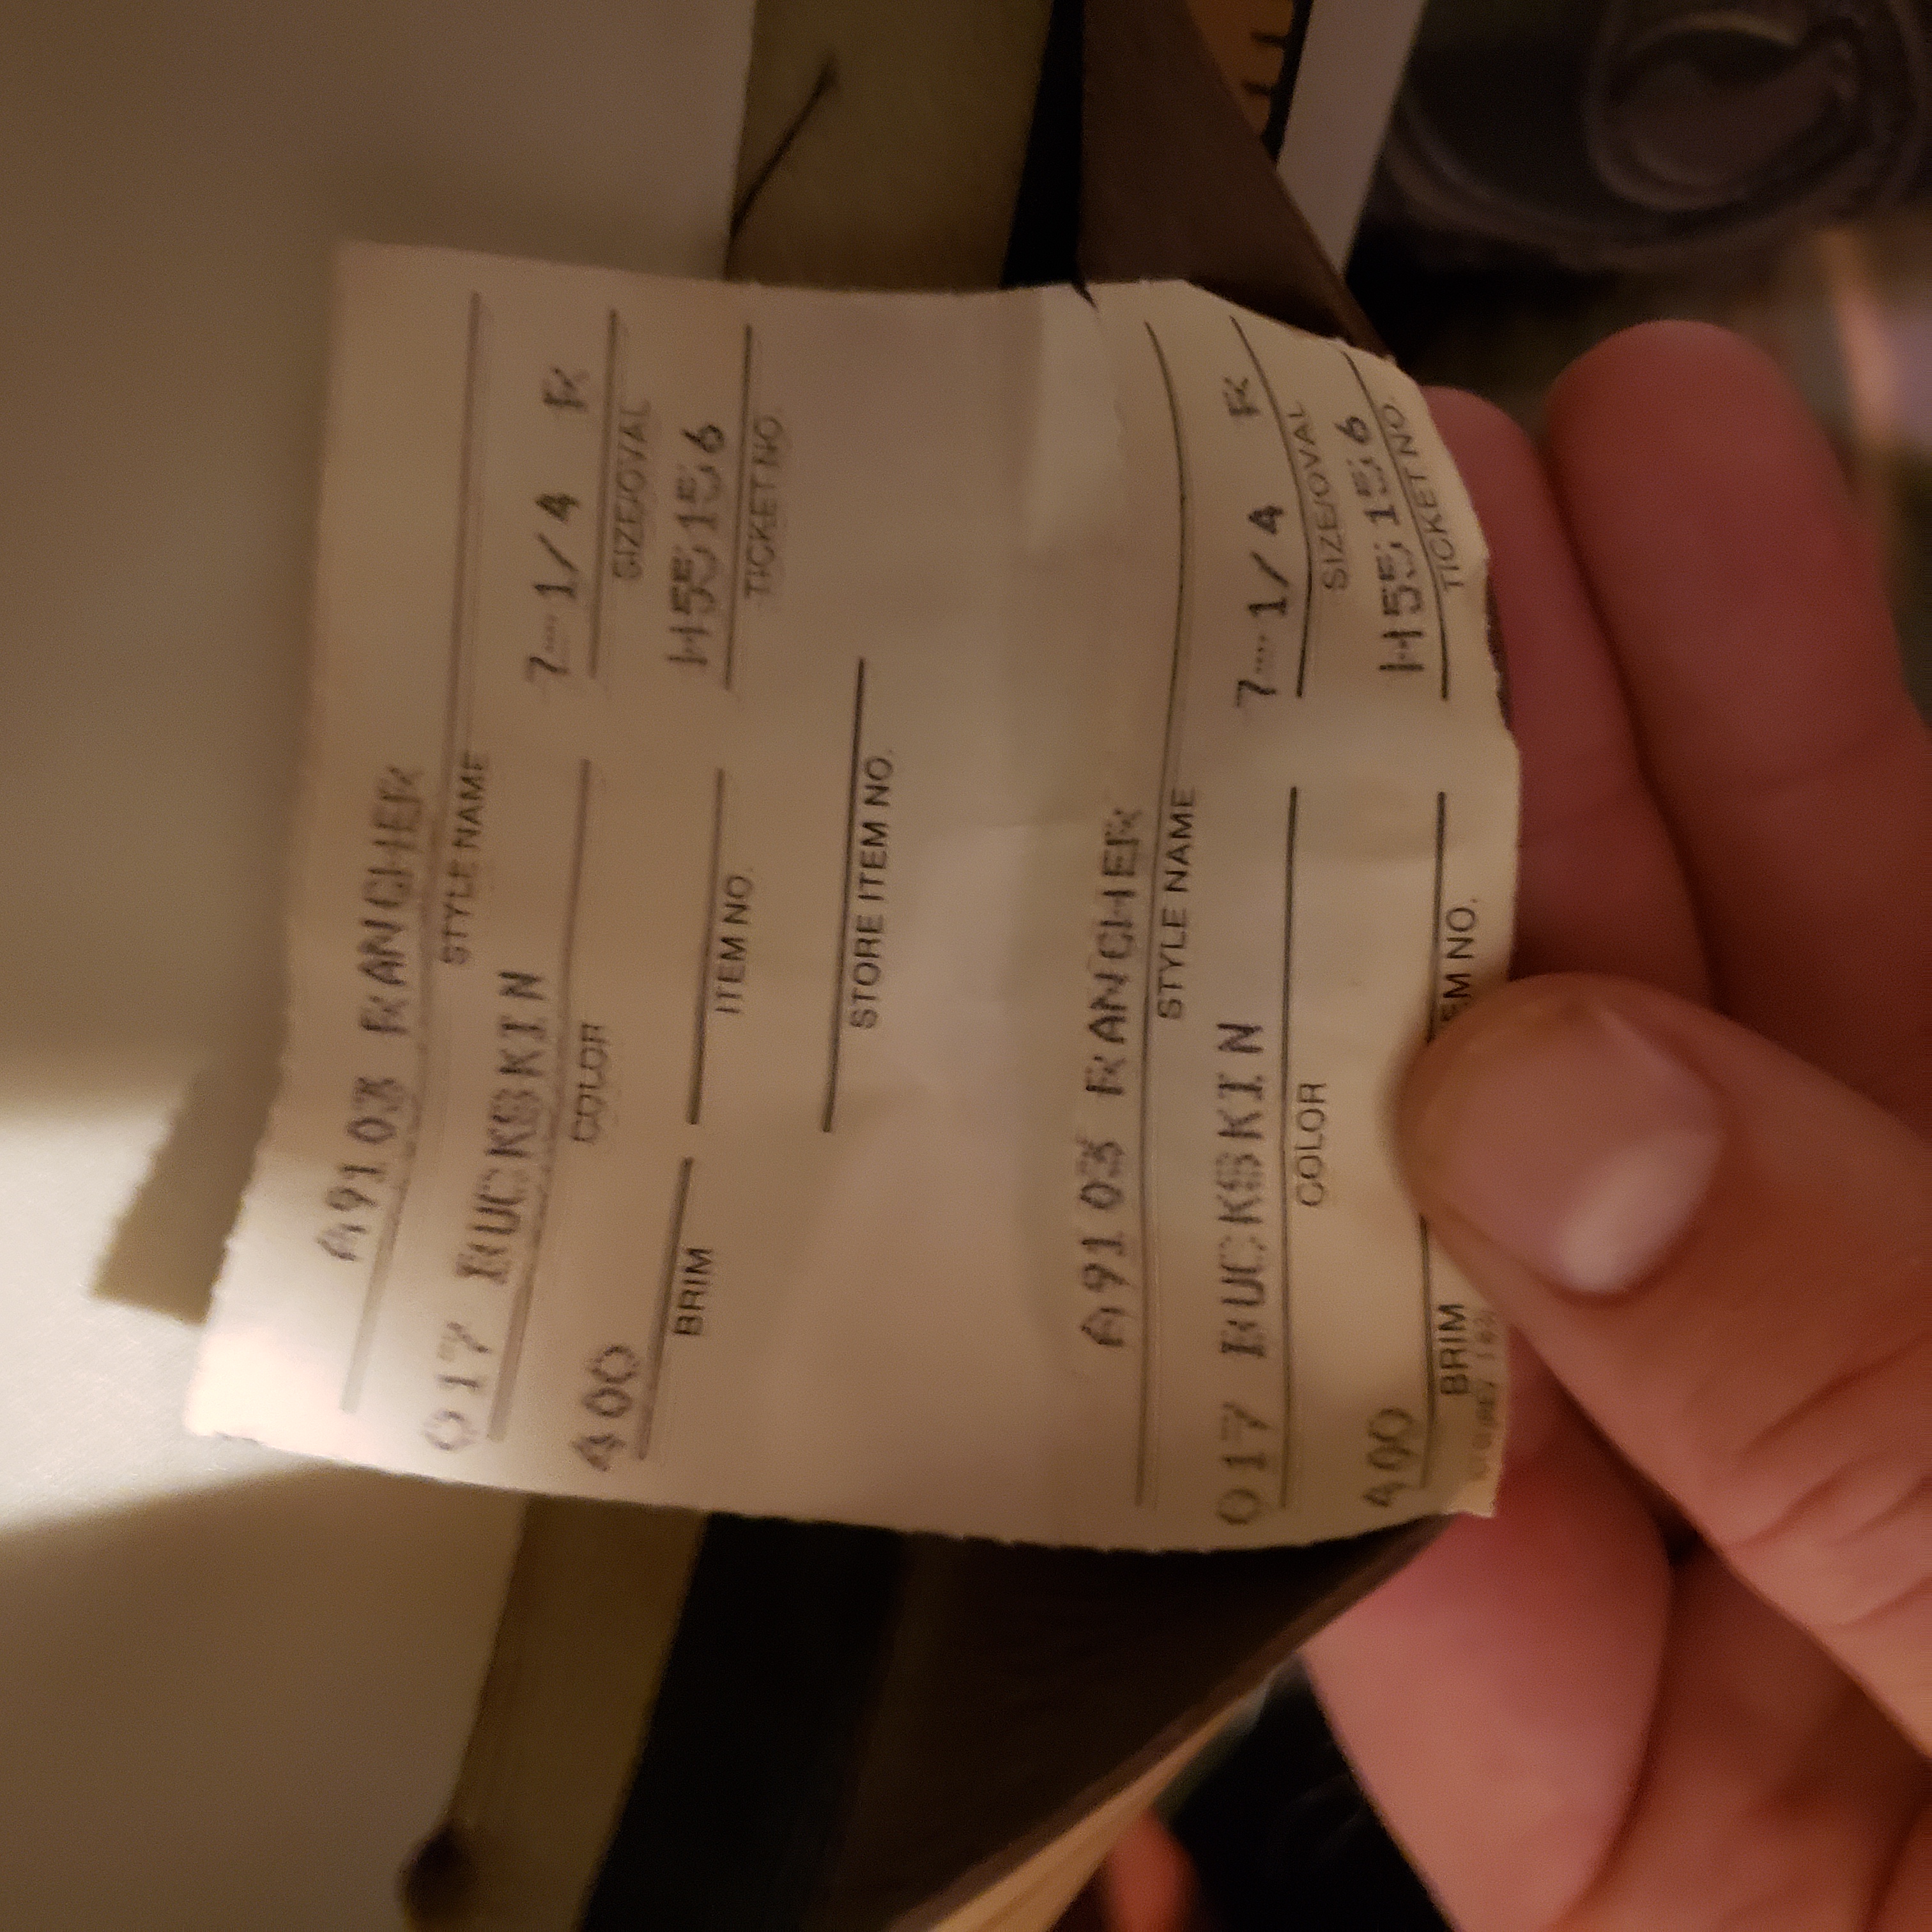 A9103 RANCHER
STYLE NAME
017 BUCKSKIN 7-1/4 R
COLOR SIZE/OVAL
400 H55156
BRIM ITEM NO. TICKET NO.
STORE ITEM NO.
A9103 RANCHER
STYLE NAME
017 BUCKSKIN 7-1/4 R
COLOR SIZE/OVAL
400 H55156
BRIM EM NO. TICKET NO.